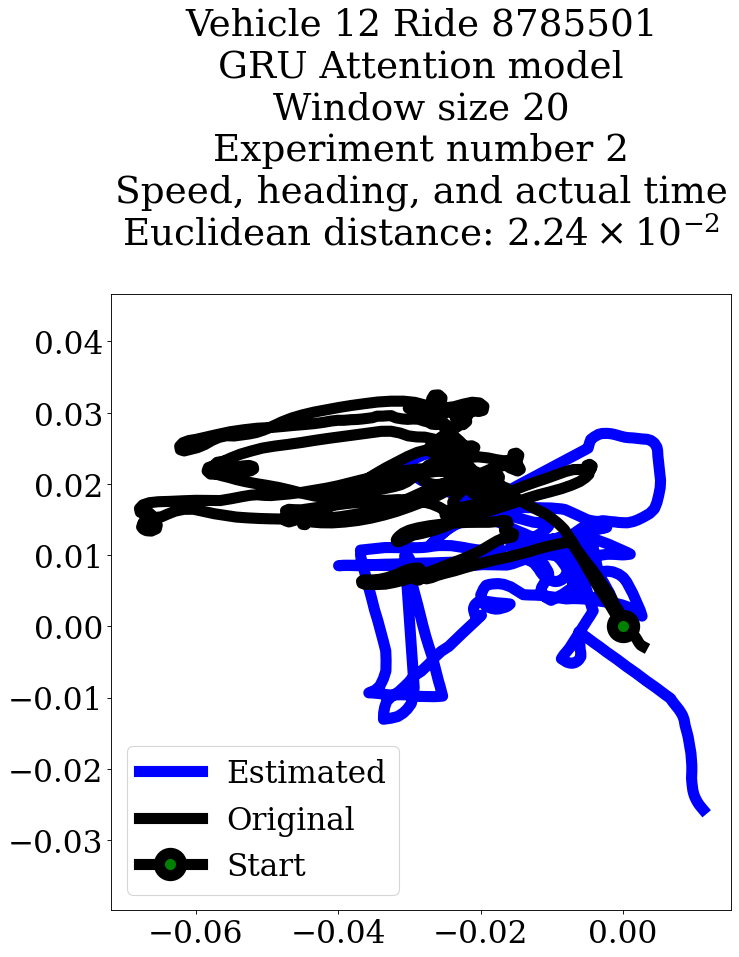 Vehicle 12 Ride 8785501
GRU Attention model
Window size 20
Experiment number 2
Speed, heading, and actual time
Euclidean distance: 2.24 × 10⁻²
0.04
0.03
0.02
0.01
0.00
−0.01
−0.02
−0.03
Estimated
Original
Start
−0.06 −0.04 −0.02 0.00